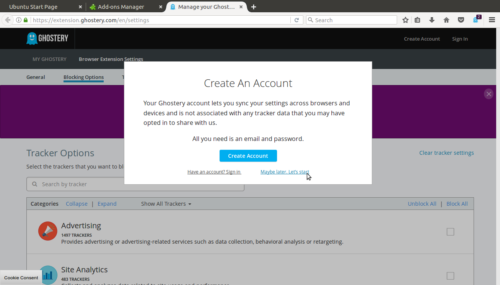 Ubuntu Start Page
Add-ons Manager
Manage your Ghost...
https://extension.ghostery.com/en/settings
Search
GHOSTERY
Create Account
Sign In
MY GHOSTERY
Browser Extension Settings
General
Blocking Options
Create An Account
Your Ghostery account lets you sync your settings across browsers and
devices and is not associated with any tracker data that you may have
opted in to share with us.
All you need is an email and password.
Create Account
Have an account? Sign in
Maybe later. Let's start
Tracker Options
Clear tracker settings
Select the trackers that you want to bl
Search by tracker
Categories
Collapse | Expand
Show All Trackers
Unblock All | Block All
Advertising
1497 TRACKERS
Provides advertising or advertising-related services such as data collection, behavioral analysis or retargeting.
Site Analytics
483 TRACKERS
Cookie Consent